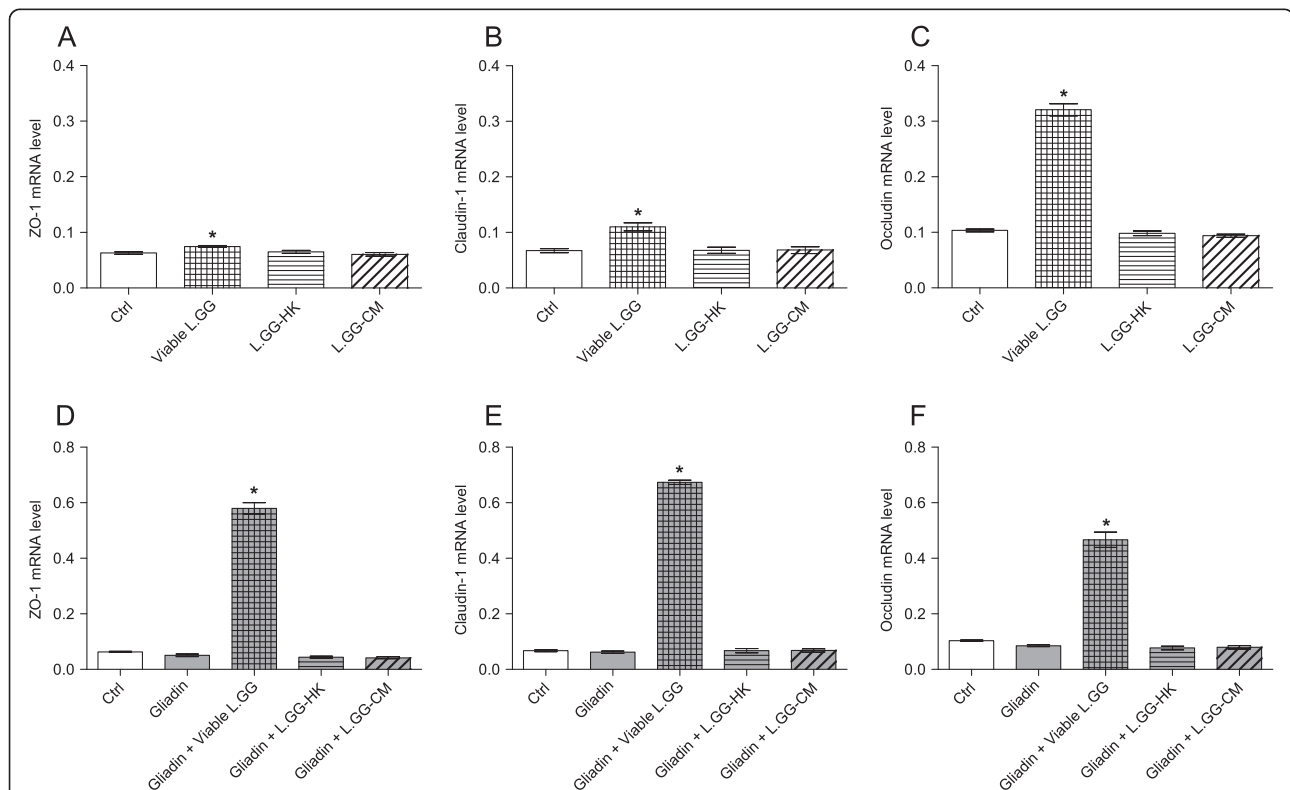 A
ZO-1 mRNA level
0.4
0.3
0.2
0.1
0.0
*
Ctrl
Viable L.GG
L.GG-HK
L.GG-CM
B
Claudin-1 mRNA level
0.4
0.3
0.2
0.1
0.0
*
Ctrl
Viable L.GG
L.GG-HK
L.GG-CM
C
Occludin mRNA level
0.4
0.3
0.2
0.1
0.0
*
Ctrl
Viable L.GG
L.GG-HK
L.GG-CM
D
ZO-1 mRNA level
0.8
0.6
0.4
0.2
0.0
*
Ctrl
Gliadin
Gliadin + Viable L.GG
Gliadin + L.GG-HK
Gliadin + L.GG-CM
E
Claudin-1 mRNA level
0.8
0.6
0.4
0.2
0.0
*
Ctrl
Gliadin
Gliadin + Viable L.GG
Gliadin + L.GG-HK
Gliadin + L.GG-CM
F
Occludin mRNA level
0.8
0.6
0.4
0.2
0.0
*
Ctrl
Gliadin
Gliadin + Viable L.GG
Gliadin + L.GG-HK
Gliadin + L.GG-CM